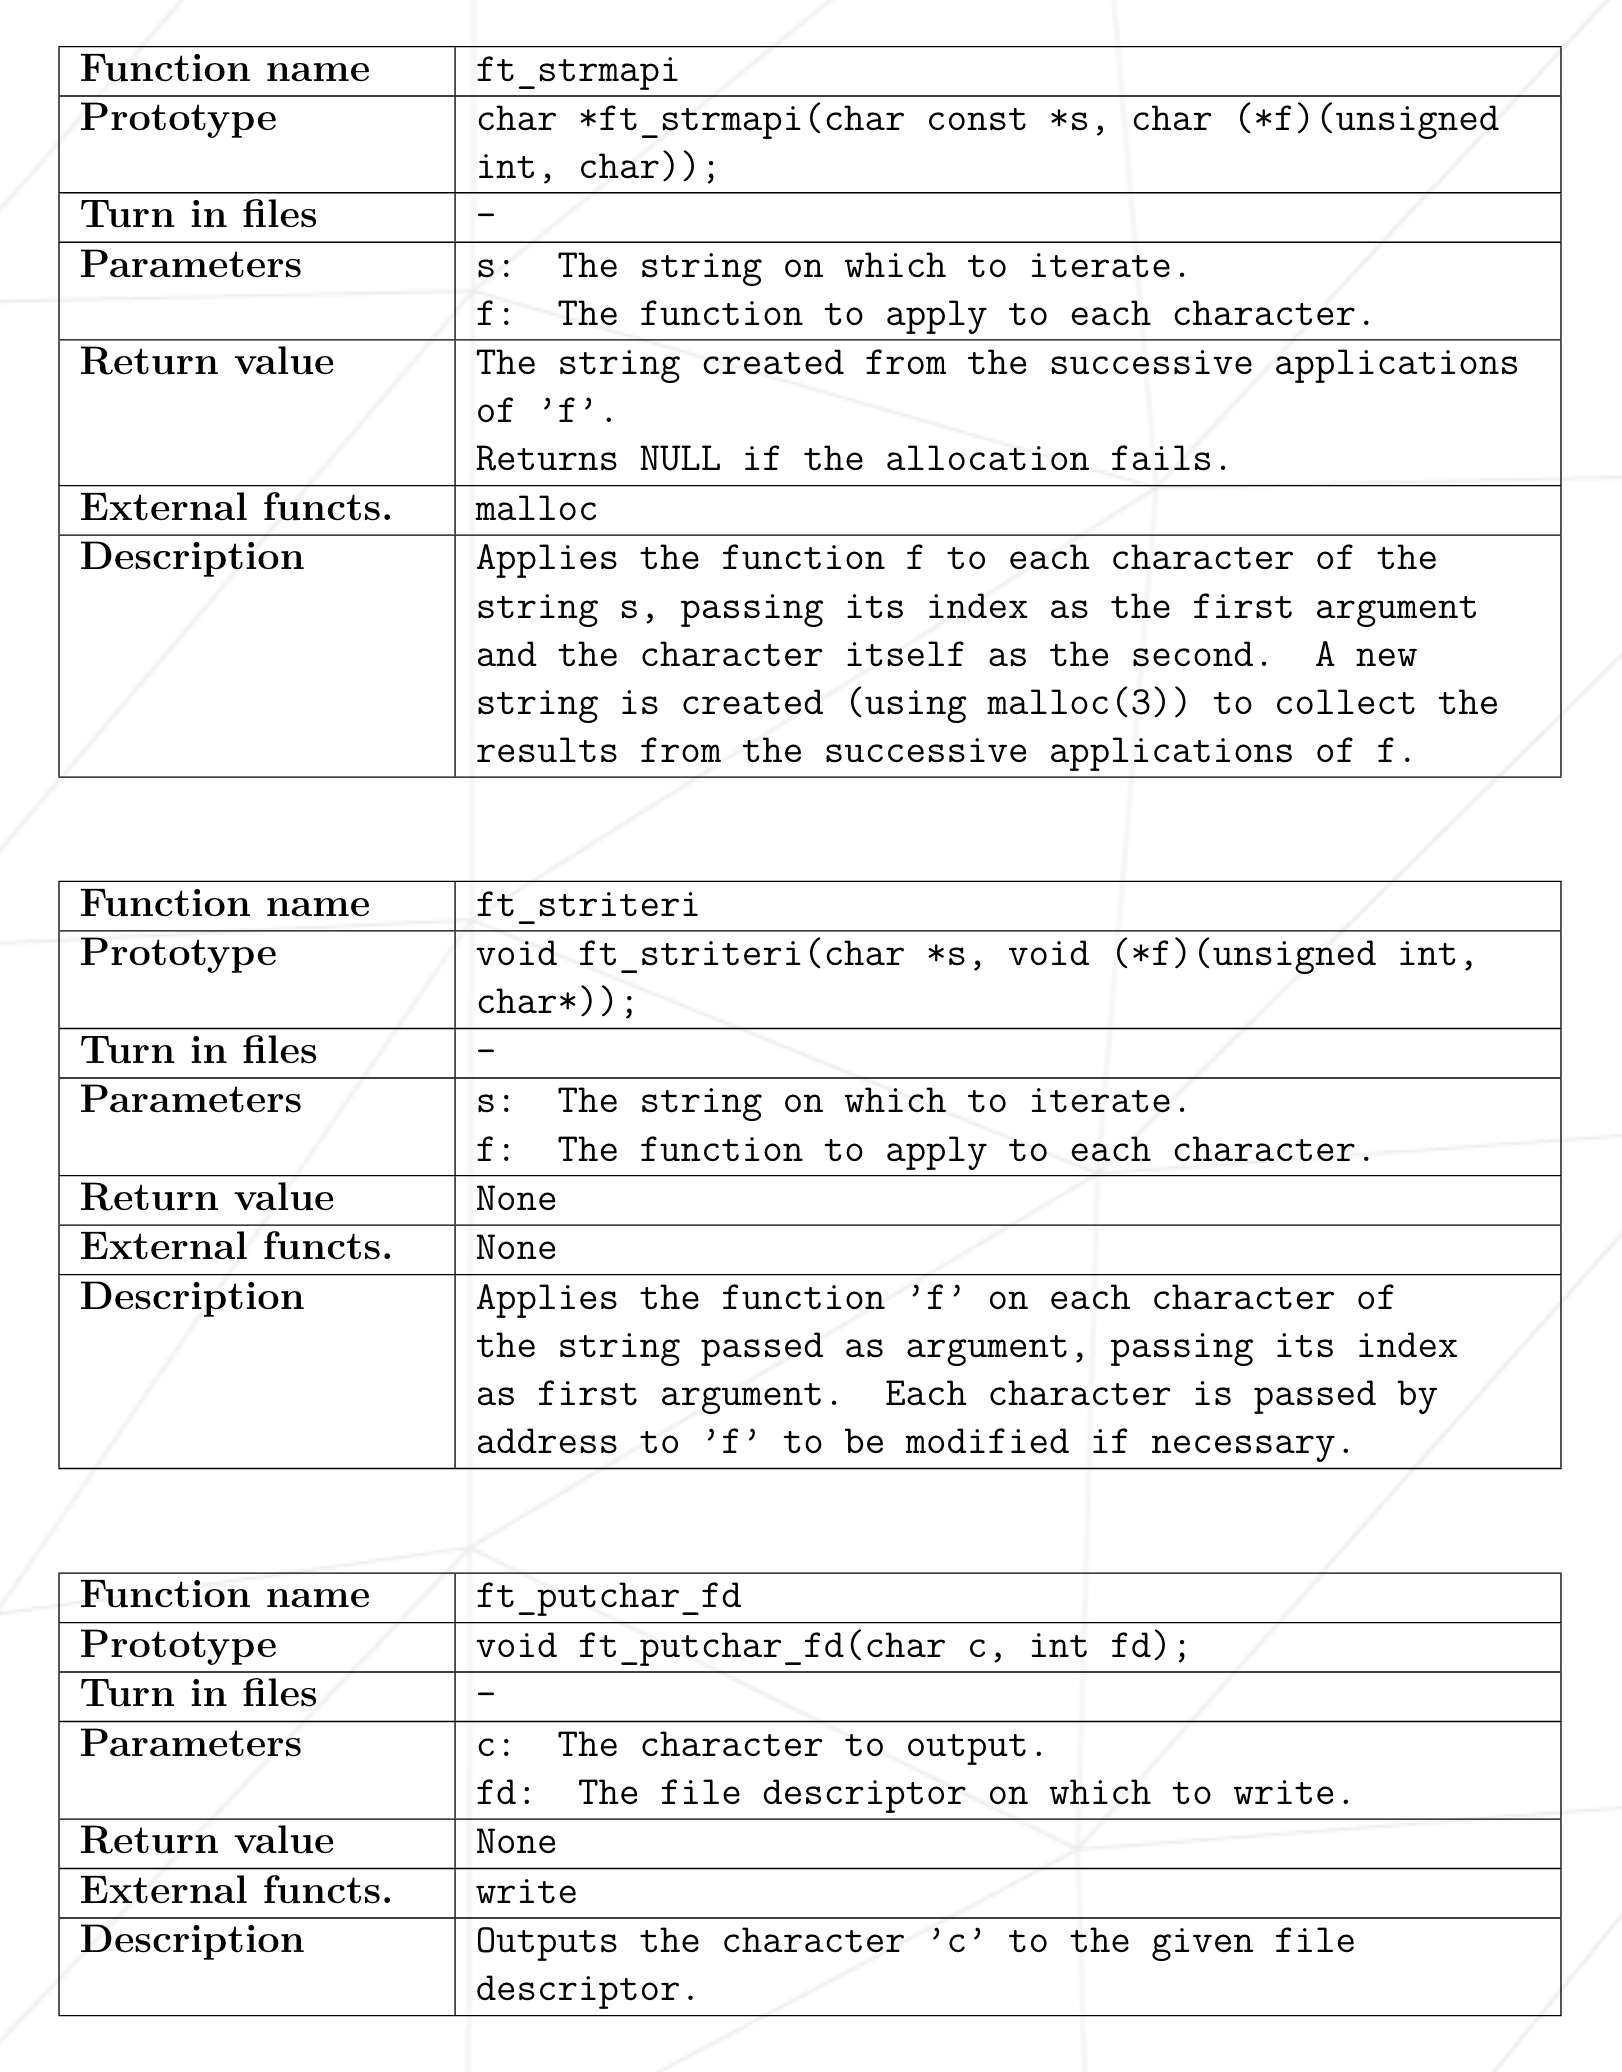 Function name ft_strmapi
Prototype char *ft_strmapi(char const *s, char (*f)(unsigned
int, char));
Turn in files -
Parameters s: The string on which to iterate.
f: The function to apply to each character.
Return value The string created from the successive applications
of ’f’.
Returns NULL if the allocation fails.
External functs. malloc
Description Applies the function f to each character of the
string s, passing its index as the first argument
and the character itself as the second. A new
string is created (using malloc(3)) to collect the
results from the successive applications of f.
Function name ft_striteri
Prototype void ft_striteri(char *s, void (*f)(unsigned int,
char*));
Turn in files -
Parameters s: The string on which to iterate.
f: The function to apply to each character.
Return value None
External functs. None
Description Applies the function ’f’ on each character of
the string passed as argument, passing its index
as first argument. Each character is passed by
address to ’f’ to be modified if necessary.
Function name ft_putchar_fd
Prototype void ft_putchar_fd(char c, int fd);
Turn in files -
Parameters c: The character to output.
fd: The file descriptor on which to write.
Return value None
External functs. write
Description Outputs the character ’c’ to the given file
descriptor.